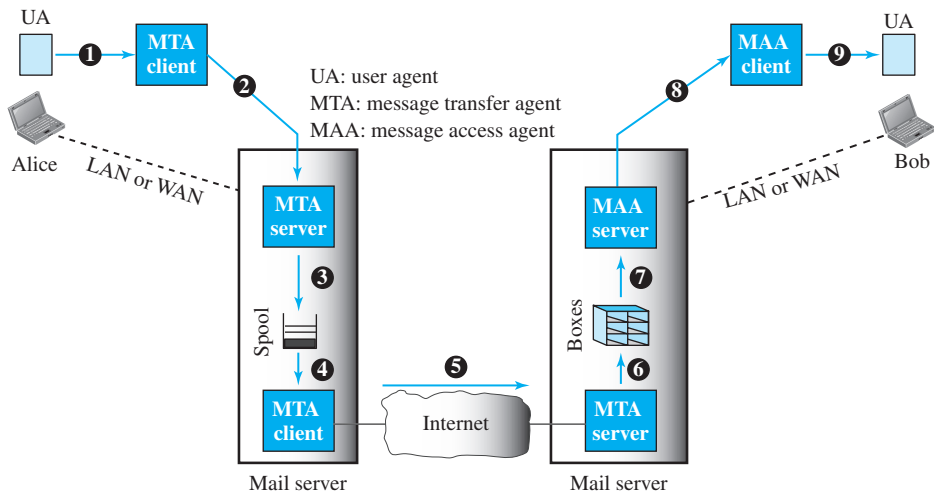 UA
1
MTA
client
2
UA: user agent
MTA: message transfer agent
MAA: message access agent
8
MAA
client
9
UA
Alice
LAN or WAN
LAN or WAN
Bob
MTA
server
3
Spool
4
MTA
client
5
Internet
MAA
server
7
Boxes
6
MTA
server
Mail server
Mail server